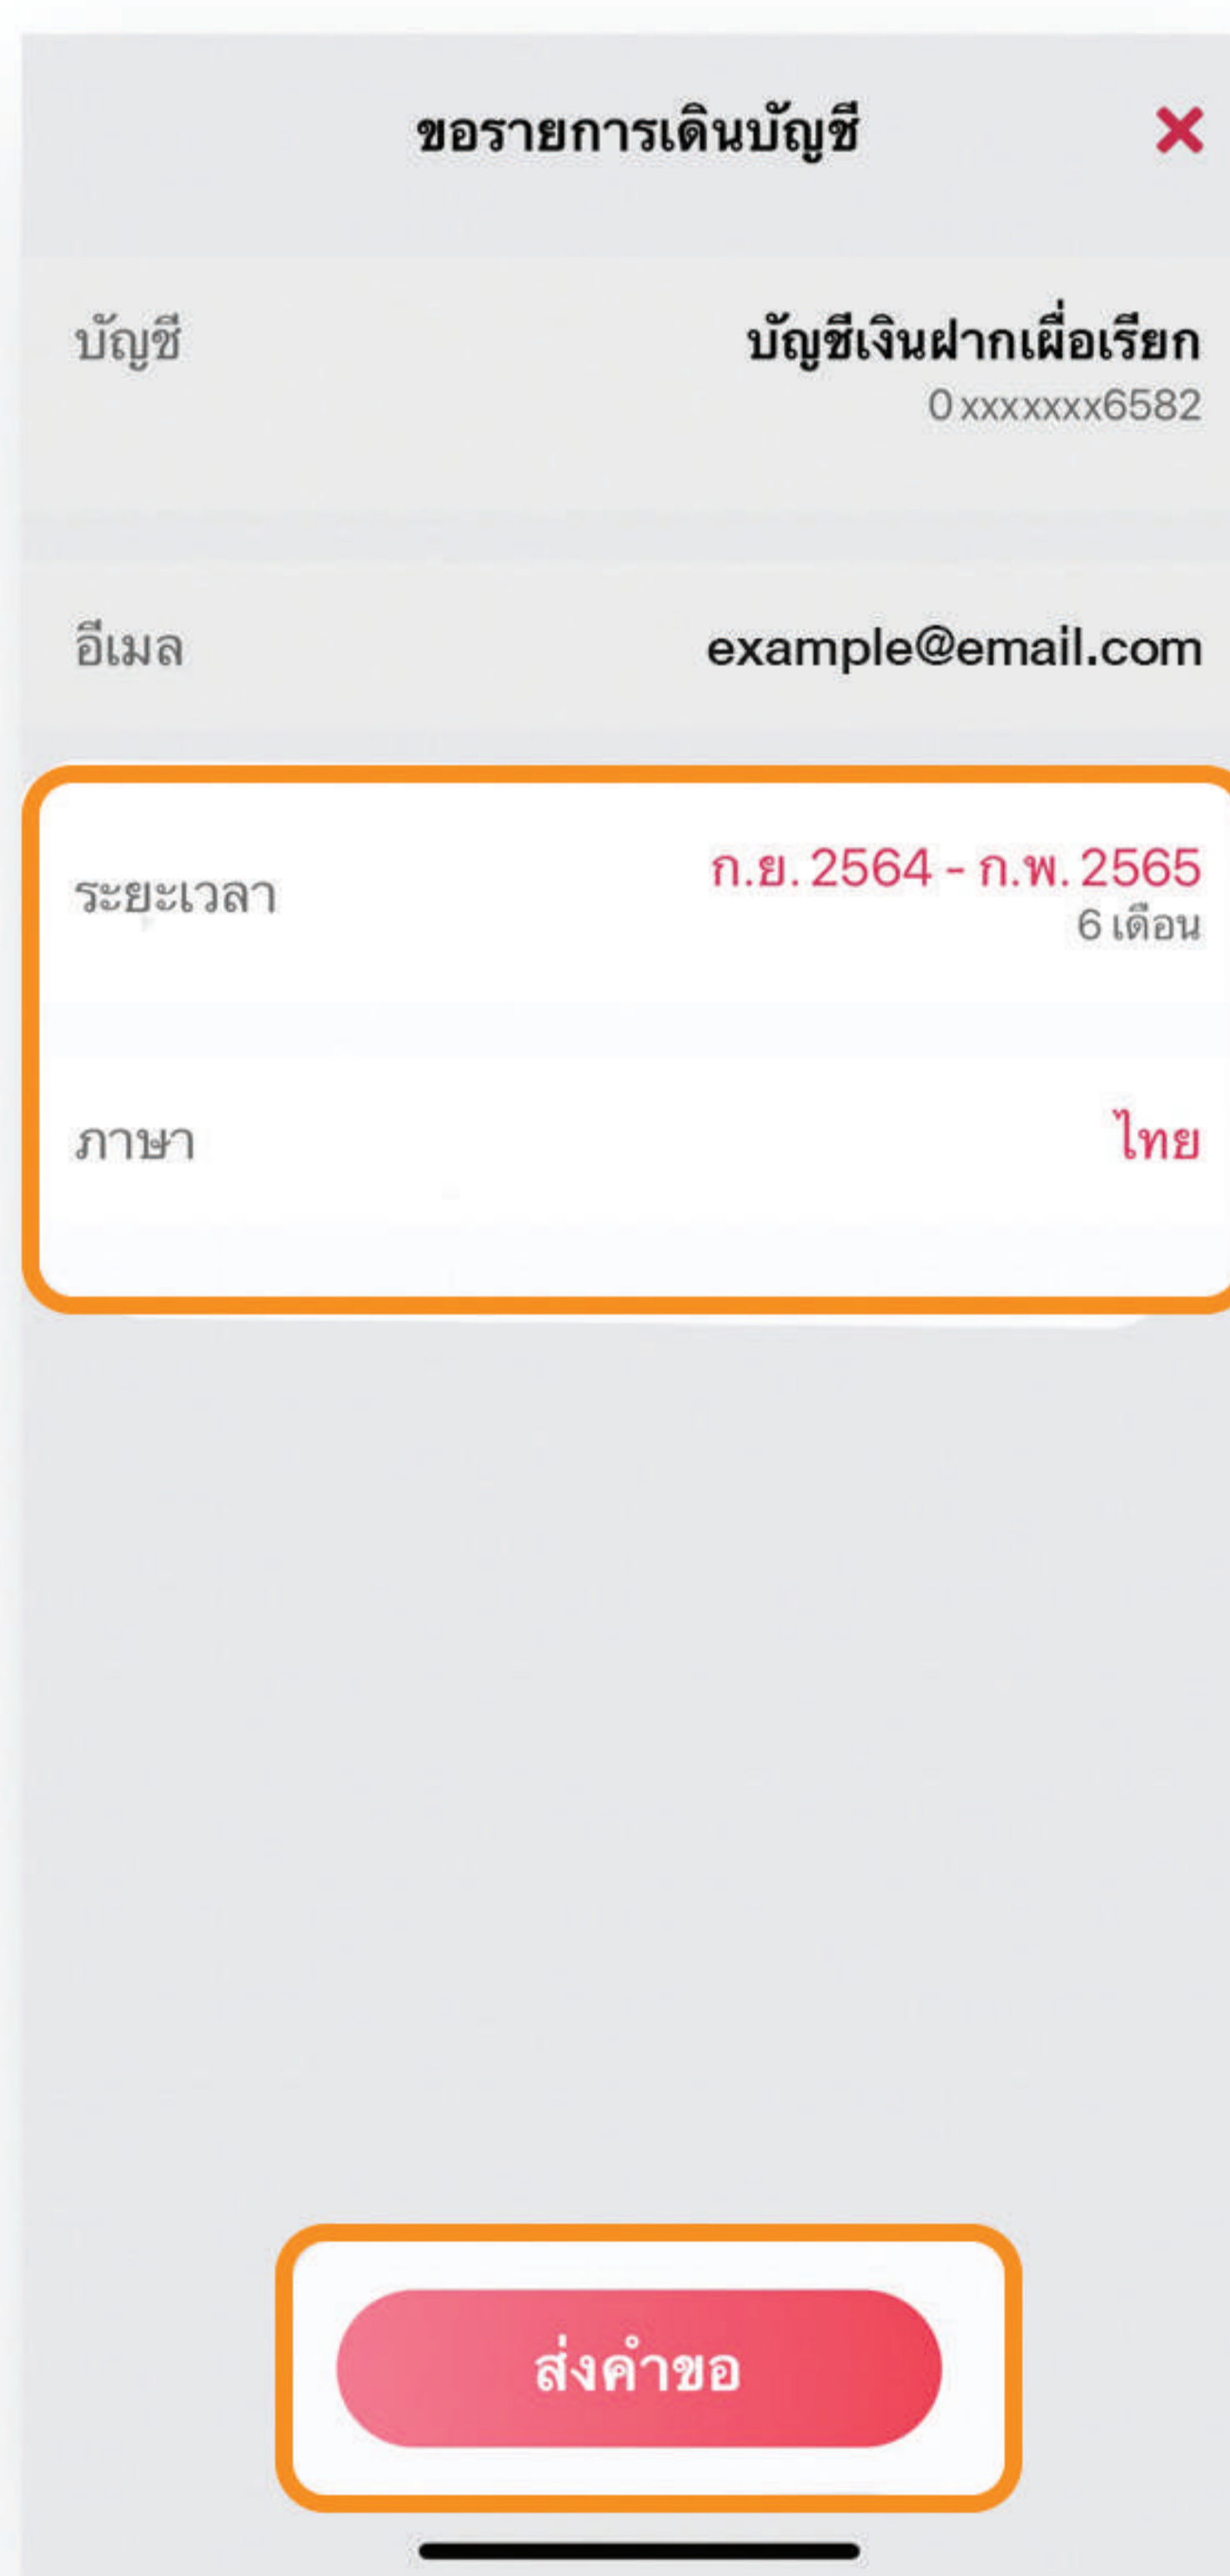 ขอรายการเดินบัญชี
บัญชี
บัญชีเงินฝากเผื่อเรียก
0 xxxxxxx6582
อีเมล
example@email.com
ระยะเวลา
ก.ย. 2564 - ก.พ. 2565
6 เดือน
ภาษา
ไทย
ส่งคำขอ